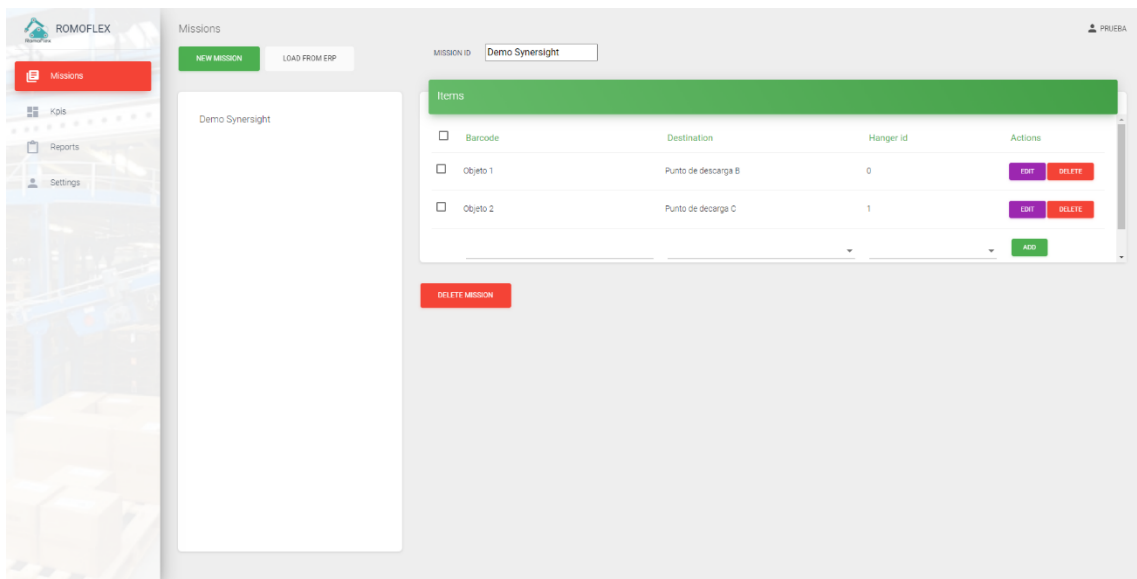 ROMOFLEX
RomoFlex
Missions
Kpis
Reports
Settings
Missions
PRUEBA
NEW MISSION
LOAD FROM ERP
MISSION ID
Demo Synersight
Demo Synersight
Items
Barcode Destination Hanger id Actions
Objeto 1 Punto de descarga B 0 EDIT DELETE
Objeto 2 Punto de decarga C 1 EDIT DELETE
ADD
DELETE MISSION